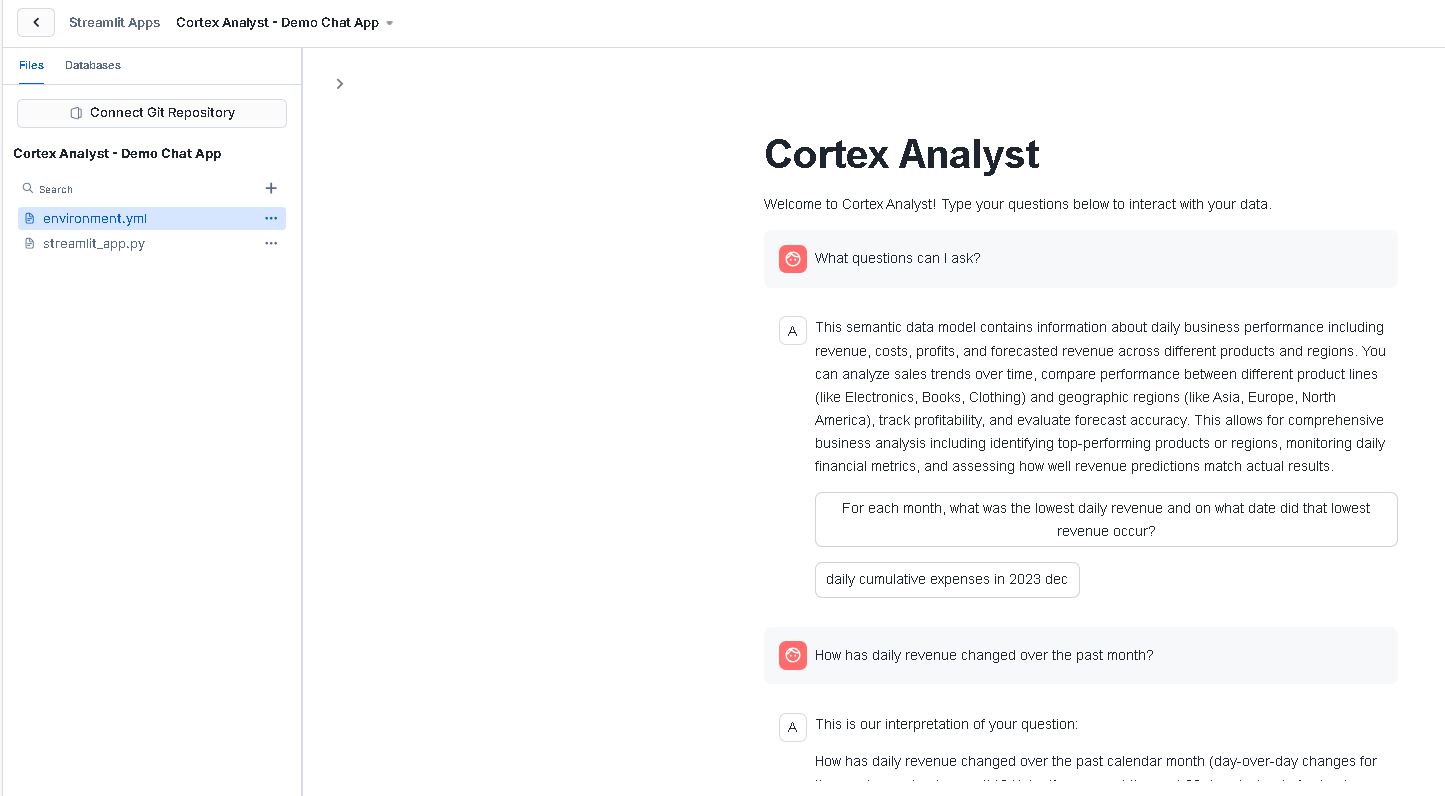 Streamlit Apps Cortex Analyst - Demo Chat App
Files Databases
Connect Git Repository
Cortex Analyst - Demo Chat App
Search
environment.yml
streamlit_app.py
Cortex Analyst
Welcome to Cortex Analyst! Type your questions below to interact with your data.
What questions can I ask?
A
This semantic data model contains information about daily business performance including
revenue, costs, profits, and forecasted revenue across different products and regions. You
can analyze sales trends over time, compare performance between different product lines
(like Electronics, Books, Clothing) and geographic regions (like Asia, Europe, North
America), track profitability, and evaluate forecast accuracy. This allows for comprehensive
business analysis including identifying top-performing products or regions, monitoring daily
financial metrics, and assessing how well revenue predictions match actual results.
For each month, what was the lowest daily revenue and on what date did that lowest
revenue occur?
daily cumulative expenses in 2023 dec
How has daily revenue changed over the past month?
A
This is our interpretation of your question:
How has daily revenue changed over the past calendar month (day-over-day changes for